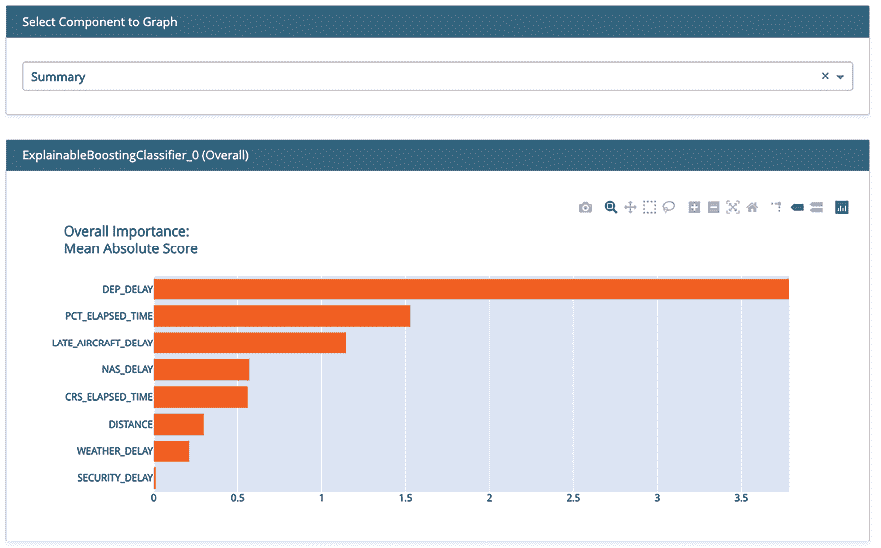 Select Component to Graph
Summary
ExplainableBoostingClassifier_0 (Overall)
Overall Importance:
Mean Absolute Score
DEP_DELAY
PCT_ELAPSED_TIME
LATE_AIRCRAFT_DELAY
NAS_DELAY
CRS_ELAPSED_TIME
DISTANCE
WEATHER_DELAY
SECURITY_DELAY
0 0.5 1 1.5 2 2.5 3 3.5